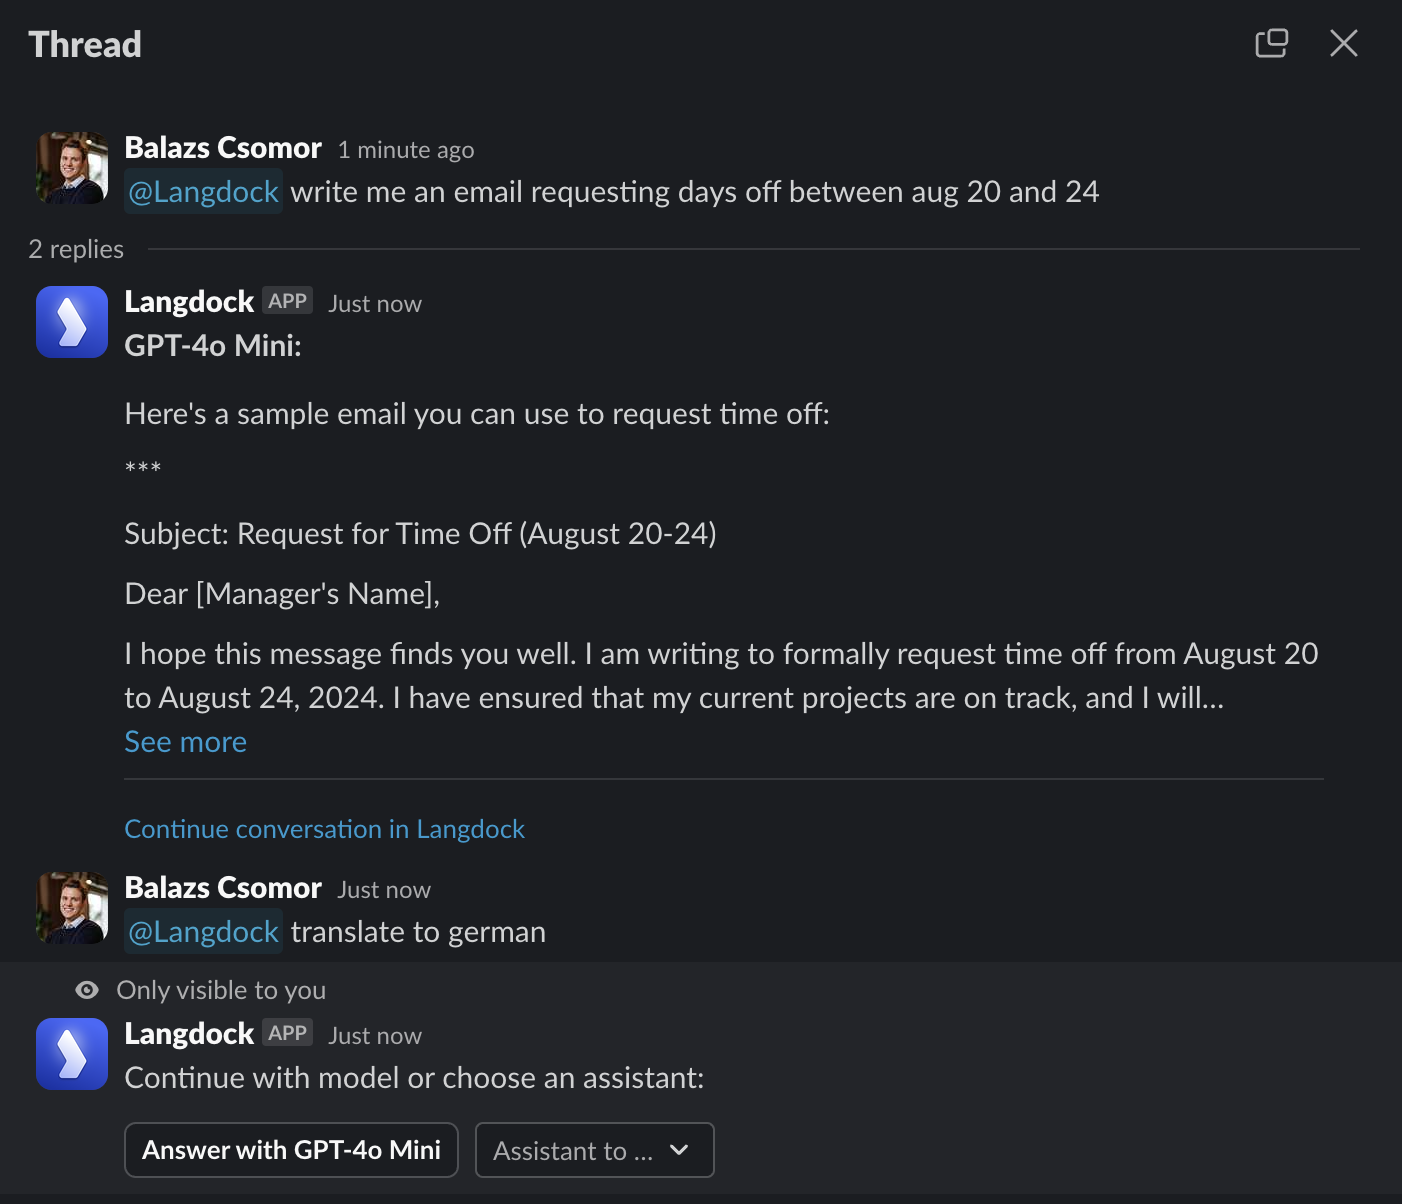 Thread
Balazs Csomor 1 minute ago
@Langdock write me an email requesting days off between aug 20 and 24
2 replies
Langdock APP Just now
GPT-4o Mini:
Here's a sample email you can use to request time off:
***
Subject: Request for Time Off (August 20-24)
Dear [Manager's Name],
I hope this message finds you well. I am writing to formally request time off from August 20
to August 24, 2024. I have ensured that my current projects are on track, and I will...
See more
Continue conversation in Langdock
Balazs Csomor Just now
@Langdock translate to german
Only visible to you
Langdock APP Just now
Continue with model or choose an assistant:
Answer with GPT-4o Mini Assistant to ...